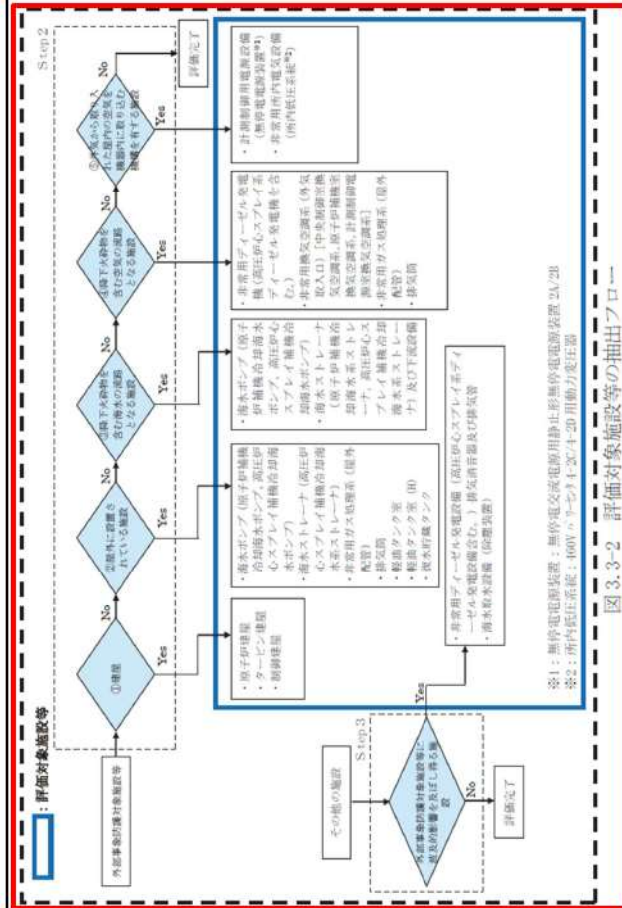 ：評価対象施設等
外部事象防護対象施設等
Step 2
①建屋
②屋外に設置さ
れている施設
③降下火砕物を
含む海水の流路
となる施設
④降下火砕物を
含む空気の流路
となる施設
⑤外気から取り入
れた屋内の空気を
機器内に取り込む
機構を有する施設
No
No
No
No
No
評価完了
Yes
Yes
Yes
Yes
Yes
・原子炉建屋
・タービン建屋
・制御建屋
・海水ポンプ（原子炉補機
冷却海水ポンプ，高圧炉
心スプレイ補機冷却海
水ポンプ）
・海水ストレーナ（高圧炉
心スプレイ補機冷却海
水系ストレーナ）
・非常用ガス処理系（屋外
配管）
・排気筒
・軽油タンク室
・軽油タンク室（H）
・復水貯蔵タンク
・海水ポンプ（原子
炉補機冷却海水
ポンプ，高圧炉心
スプレイ補機冷
却海水ポンプ）
・海水ストレーナ
（原子炉補機冷
却海水系ストレ
ーナ，高圧炉心ス
プレイ補機冷却
海水系ストレー
ナ）及び下流設備
・非常用ディーゼル発電
機（高圧炉心スプレイ系
ディーゼル発電機を含
む。）
・非常用換気空調系（外気
取入口）［中央制御室換
気空調系，原子炉補機室
換気空調系，計測制御電
源室換気空調系］
・非常用ガス処理系（屋外
配管）
・排気筒
・計測制御用電源設備
（無停電電源装置※1）
・非常用所内電気設備
（所内低圧系統※2）
その他の施設
Step 3
外部事象防護対象施設等に
波及的影響を及ぼし得る施
設
Yes
No
評価完了
・非常用ディーゼル発電設備（高圧炉心スプレイ系ディ
ーゼル発電設備含む。）排気消音器及び排気管
・海水取水設備（除塵装置）
※1：無停電電源装置：無停電交流電源用静止形無停電電源装置 2A/2B
※2：所内低圧系統：460V パワーセンタ 4-2C/4-2D 用動力変圧器
図 3.3-2　評価対象施設等の抽出フロー